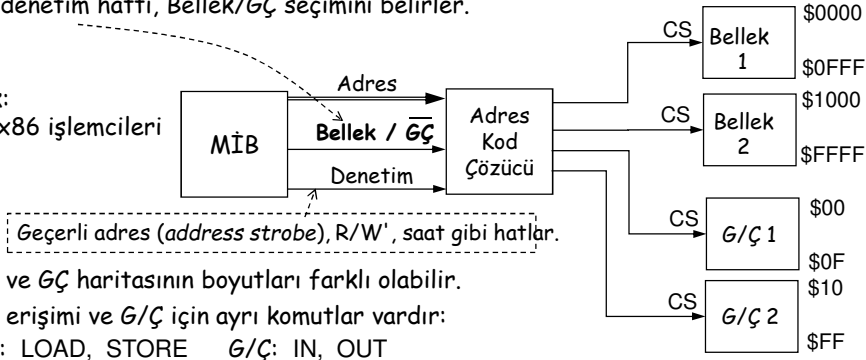 denetim hattı, Bellek/GÇ seçimini belirler.
x86 işlemcileri
MİB
Adres
Bellek / G̅Ç̅
Denetim
Adres
Kod
Çözücü
CS
Bellek
1
$0000
$0FFF
CS
Bellek
2
$1000
$FFFF
CS
G/Ç 1
$00
$0F
CS
G/Ç 2
$10
$FF
Geçerli adres (address strobe), R/W', saat gibi hatlar.
ve GÇ haritasının boyutları farklı olabilir.
erişimi ve G/Ç için ayrı komutlar vardır:
: LOAD, STORE G/Ç: IN, OUT